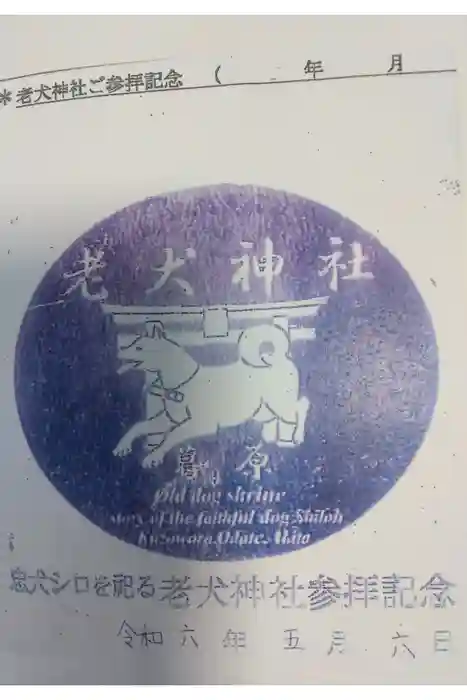 ＊老犬神社ご参拝記念 （ 年 月
老犬神社
葛原
Old dog shrine
story of the faithful dog Shiloh
Kuzuwara,Odate,Akita
忠犬シロを祀る老犬神社参拝記念
令和六年五月六日